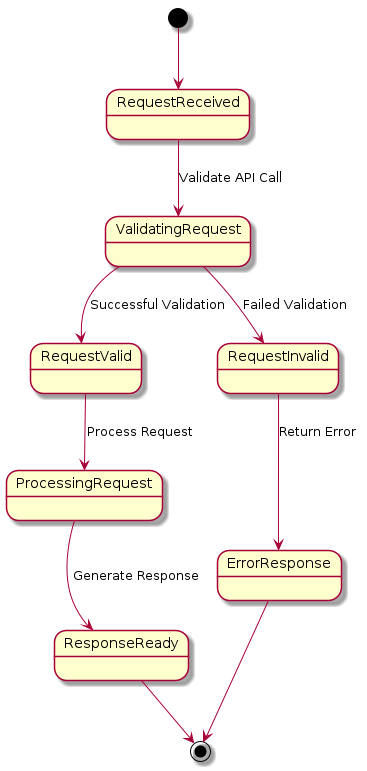 RequestReceived
Validate API Call
ValidatingRequest
Successful Validation
Failed Validation
RequestValid
RequestInvalid
Process Request
Return Error
ProcessingRequest
ErrorResponse
Generate Response
ResponseReady